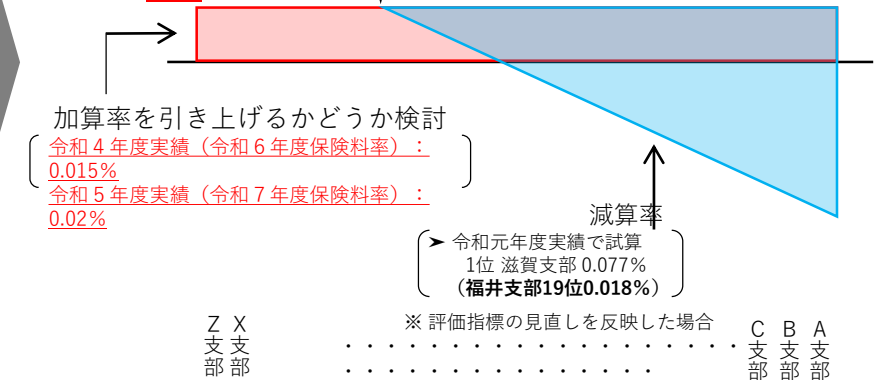 加算率を引き上げるかどうか検討
令和４年度実績（令和６年度保険料率）：
0.015%
令和５年度実績（令和７年度保険料率）：
0.02%
減算率
➤ 令和元年度実績で試算
1位 滋賀支部 0.077%
（福井支部19位0.018%）
※ 評価指標の見直しを反映した場合
Z支部
X支部
・・・・・・・・・・・・・・・・・・・
・・・・・・・・・・・・・・・・
C支部
B支部
A支部